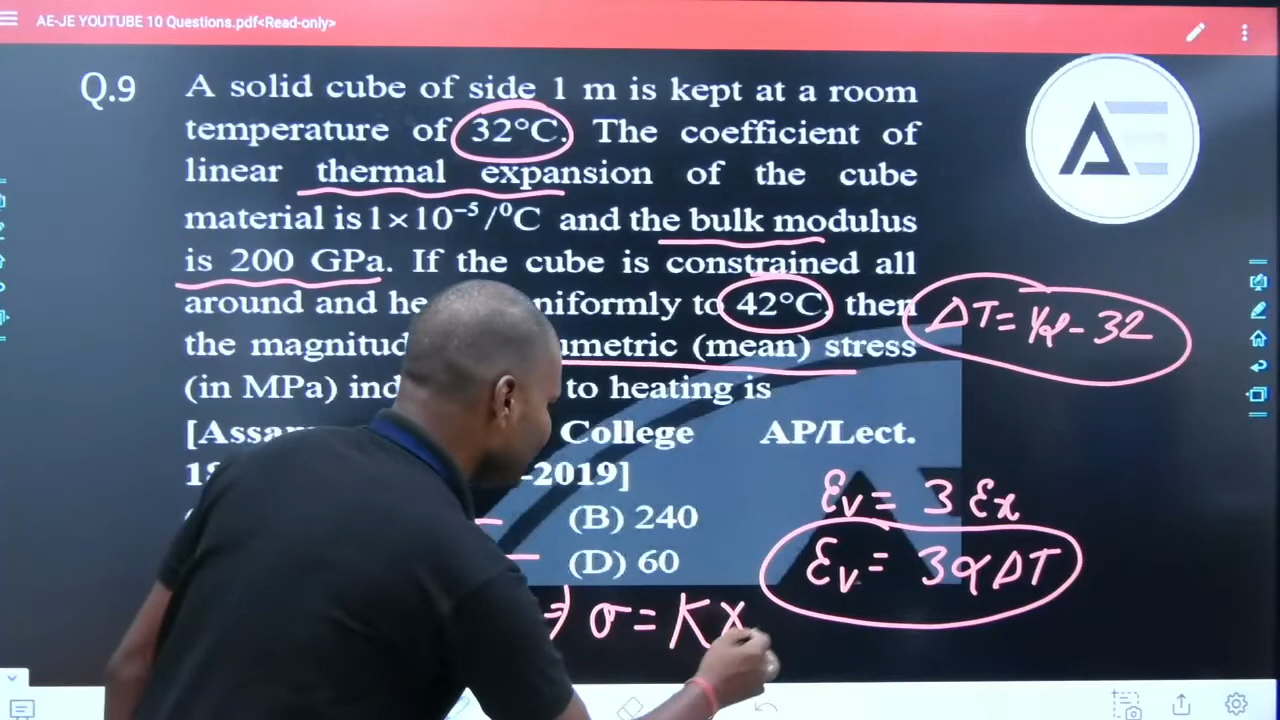 AE-JE YOUTUBE 10 Questions.pdf<Read-only>
Q.9 A solid cube of side 1 m is kept at a room
temperature of 32°C. The coefficient of
linear thermal expansion of the cube
material is 1×10⁻⁵/⁰C and the bulk modulus
is 200 GPa. If the cube is constrained all
around and he niformly to 42°C, then
the magnitud umetric (mean) stress
(in MPa) ind to heating is
College AP/Lect.
-2019]
(B) 240
(D) 60
ΔT = 42 - 32
εv = 3 εx
εv = 3αΔT
⇒ σ = K×